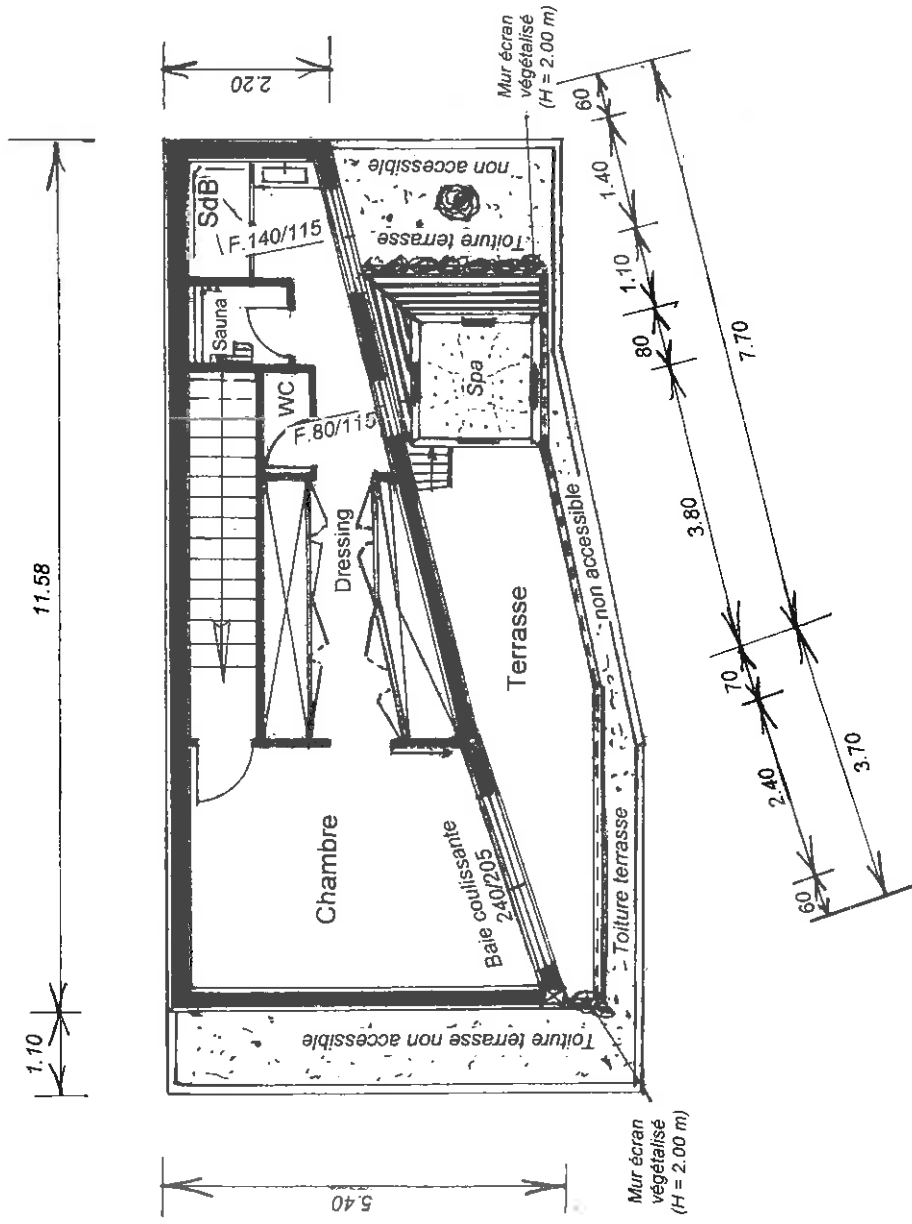 11.58
1.10
2.20
5.40
SdB
F.140/115
Sauna
WC
F.80/115
Dressing
Chambre
Baie coulissante
240/205
Terrasse
Spa
Toiture terrasse
non accessible
Mur écran
végétalisé
(H = 2.00 m)
non accessible
Toiture terrasse
Toiture terrasse non accessible
Mur écran
végétalisé
(H = 2.00 m)
60
1.40
1.10
80
3.80
70
2.40
60
7.70
3.70